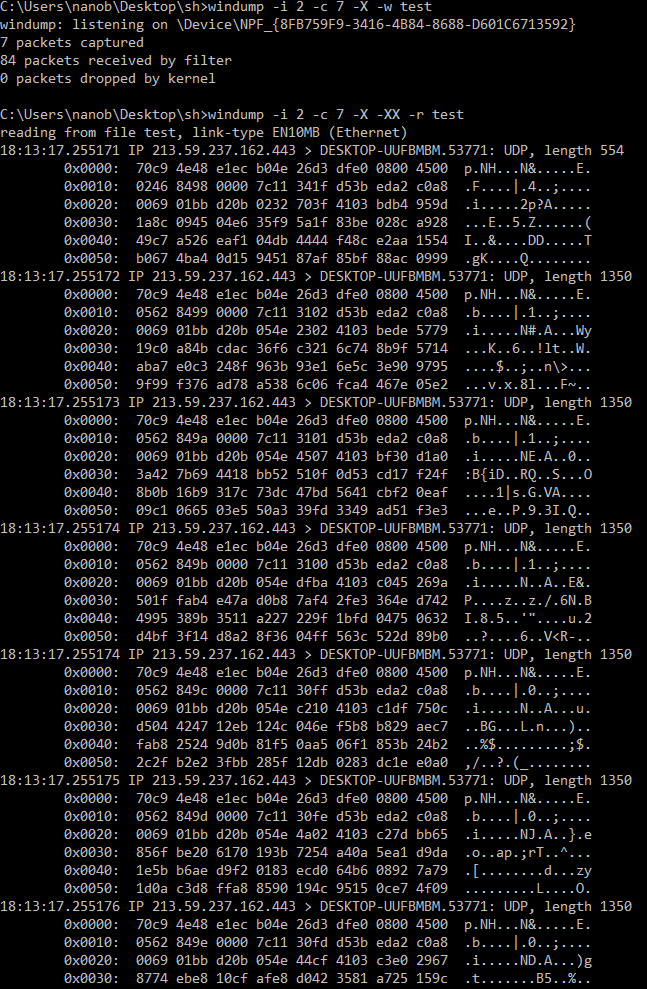 C:\Users\nanob\Desktop\sh>windump -i 2 -c 7 -X -w test
windump: listening on \Device\NPF_{8FB759F9-3416-4B84-8688-D601C6713592}
7 packets captured
84 packets received by filter
0 packets dropped by kernel
C:\Users\nanob\Desktop\sh>windump -i 2 -c 7 -X -XX -r test
reading from file test, link-type EN10MB (Ethernet)
18:13:17.255171 IP 213.59.237.162.443 > DESKTOP-UUFBMBM.53771: UDP, length 554
0x0000:  70c9 4e48 e1ec b04e 26d3 dfe0 0800 4500  p.NH...N&.....E.
0x0010:  0246 8498 0000 7c11 341f d53b eda2 c0a8  .F....|.4..;....
0x0020:  0069 01bb d20b 0232 703f 4103 bdb4 959d  .i.....2p?A.....
0x0030:  1a8c 0945 04e6 35f9 5a1f 83be 028c a928  ...E..5.Z......(
0x0040:  49c7 a526 eaf1 04db 4444 f48c e2aa 1554  I..&....DD.....T
0x0050:  b067 4ba4 0d15 9451 87af 85bf 88ac 0999  .gK....Q........
18:13:17.255172 IP 213.59.237.162.443 > DESKTOP-UUFBMBM.53771: UDP, length 1350
0x0000:  70c9 4e48 e1ec b04e 26d3 dfe0 0800 4500  p.NH...N&.....E.
0x0010:  0562 8499 0000 7c11 3102 d53b eda2 c0a8  .b....|.1..;....
0x0020:  0069 01bb d20b 054e 2302 4103 bede 5779  .i.....N#.A...Wy
0x0030:  19c0 a84b cdac 36f6 c321 6c74 8b9f 5714  ...K..6..!lt..W.
0x0040:  aba7 e0c3 248f 963b 93e1 6e5c 3e90 9795  ....$..;..n\>...
0x0050:  9f99 f376 ad78 a538 6c06 fca4 467e 05e2  ...v.x.8l...F~..
18:13:17.255173 IP 213.59.237.162.443 > DESKTOP-UUFBMBM.53771: UDP, length 1350
0x0000:  70c9 4e48 e1ec b04e 26d3 dfe0 0800 4500  p.NH...N&.....E.
0x0010:  0562 849a 0000 7c11 3101 d53b eda2 c0a8  .b....|.1..;....
0x0020:  0069 01bb d20b 054e 4507 4103 bf30 d1a0  .i.....NE.A..0..
0x0030:  3a42 7b69 4418 bb52 510f 0d53 cd17 f24f  :B{iD..RQ..S...O
0x0040:  8b0b 16b9 317c 73dc 47bd 5641 cbf2 0eaf  ....1|s.G.VA....
0x0050:  09c1 0665 03e5 50a3 39fd 3349 ad51 f3e3  ...e..P.9.3I.Q..
18:13:17.255174 IP 213.59.237.162.443 > DESKTOP-UUFBMBM.53771: UDP, length 1350
0x0000:  70c9 4e48 e1ec b04e 26d3 dfe0 0800 4500  p.NH...N&.....E.
0x0010:  0562 849b 0000 7c11 3100 d53b eda2 c0a8  .b....|.1..;....
0x0020:  0069 01bb d20b 054e dfba 4103 c045 269a  .i.....N..A..E&.
0x0030:  501f fab4 e47a d0b8 7af4 2fe3 364e d742  P....z..z./.6N.B
0x0040:  4995 389b 3511 a227 229f 1bfd 0475 0632  I.8.5..'"....u.2
0x0050:  d4bf 3f14 d8a2 8f36 04ff 563c 522d 89b0  ..?....6..V<R-..
18:13:17.255174 IP 213.59.237.162.443 > DESKTOP-UUFBMBM.53771: UDP, length 1350
0x0000:  70c9 4e48 e1ec b04e 26d3 dfe0 0800 4500  p.NH...N&.....E.
0x0010:  0562 849c 0000 7c11 30ff d53b eda2 c0a8  .b....|.0..;....
0x0020:  0069 01bb d20b 054e c210 4103 c1df 750c  .i.....N..A...u.
0x0030:  d504 4247 12eb 124c 046e f5b8 b829 aec7  ..BG...L.n...)..
0x0040:  fab8 2524 9d0b 81f5 0aa5 06f1 853b 24b2  ..%$.........;$.
0x0050:  2c2f b2e2 3fbb 285f 12db 0283 dc1e e0a0  ,/..?.(_........
18:13:17.255175 IP 213.59.237.162.443 > DESKTOP-UUFBMBM.53771: UDP, length 1350
0x0000:  70c9 4e48 e1ec b04e 26d3 dfe0 0800 4500  p.NH...N&.....E.
0x0010:  0562 849d 0000 7c11 30fe d53b eda2 c0a8  .b....|.0..;....
0x0020:  0069 01bb d20b 054e 4a02 4103 c27d bb65  .i.....NJ.A..}.e
0x0030:  856f be20 6170 193b 7254 a40a 5ea1 d9da  .o..ap.;rT..^...
0x0040:  1e5b b6ae d9f2 0183 ecd0 64b6 0892 7a79  .[........d...zy
0x0050:  1d0a c3d8 ffa8 8590 194c 9515 0ce7 4f09  .........L....O.
18:13:17.255176 IP 213.59.237.162.443 > DESKTOP-UUFBMBM.53771: UDP, length 1350
0x0000:  70c9 4e48 e1ec b04e 26d3 dfe0 0800 4500  p.NH...N&.....E.
0x0010:  0562 849e 0000 7c11 30fd d53b eda2 c0a8  .b....|.0..;....
0x0020:  0069 01bb d20b 054e 44cf 4103 c3e0 2967  .i.....ND.A...)g
0x0030:  8774 ebe8 10cf afe8 d042 3581 a725 159c  .t.......B5..%..